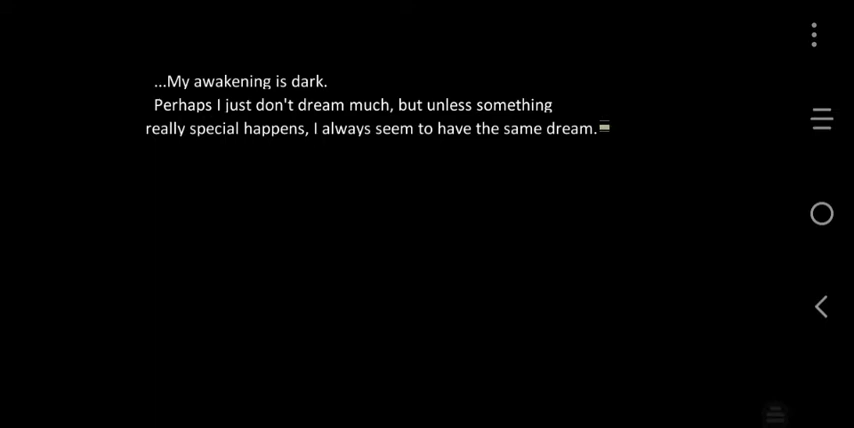 ...My awakening is dark.
Perhaps I just don't dream much, but unless something
really special happens, I always seem to have the same dream.